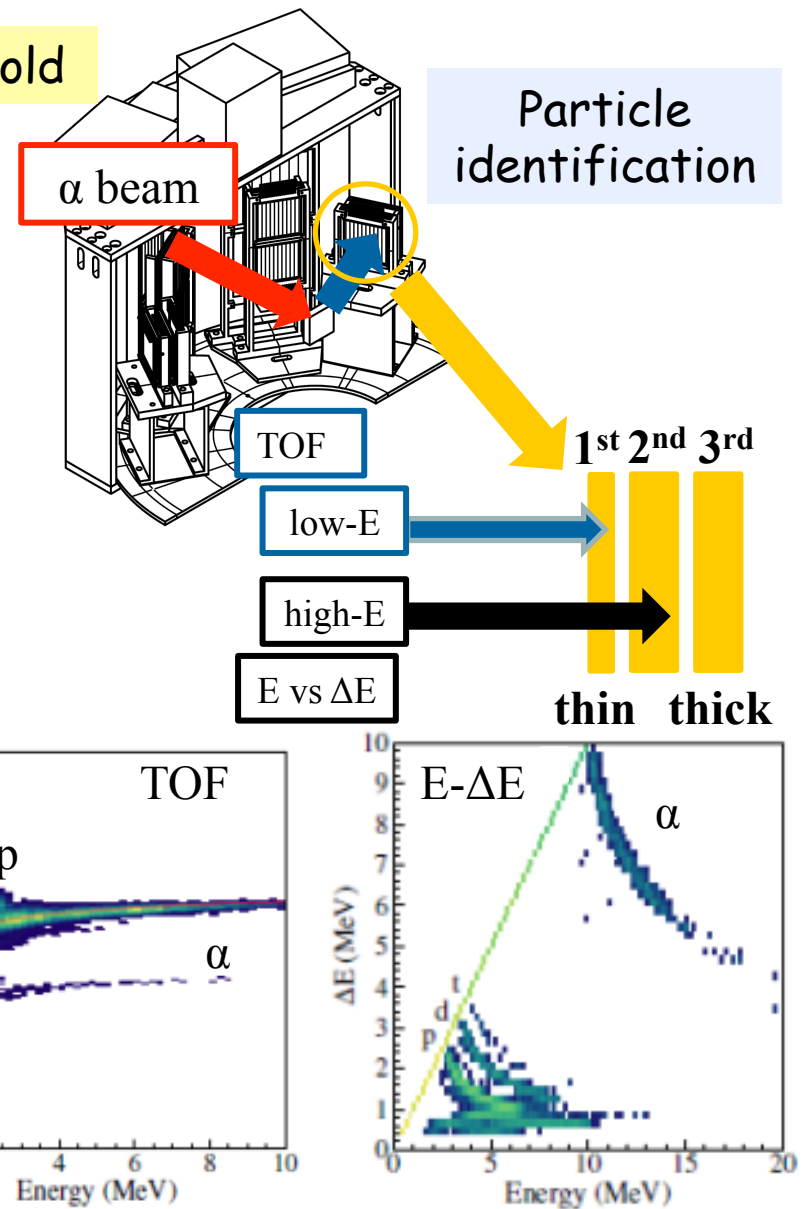 old
Particle
identification
α beam
TOF
1st 2nd 3rd
low-E
high-E
E vs ΔE
thin thick
TOF
p
α
4 6 8 10
Energy (MeV)
E-ΔE
α
t
d
p
ΔE (MeV)
10
9
8
7
6
5
4
3
2
1
0
0 5 10 15 20
Energy (MeV)